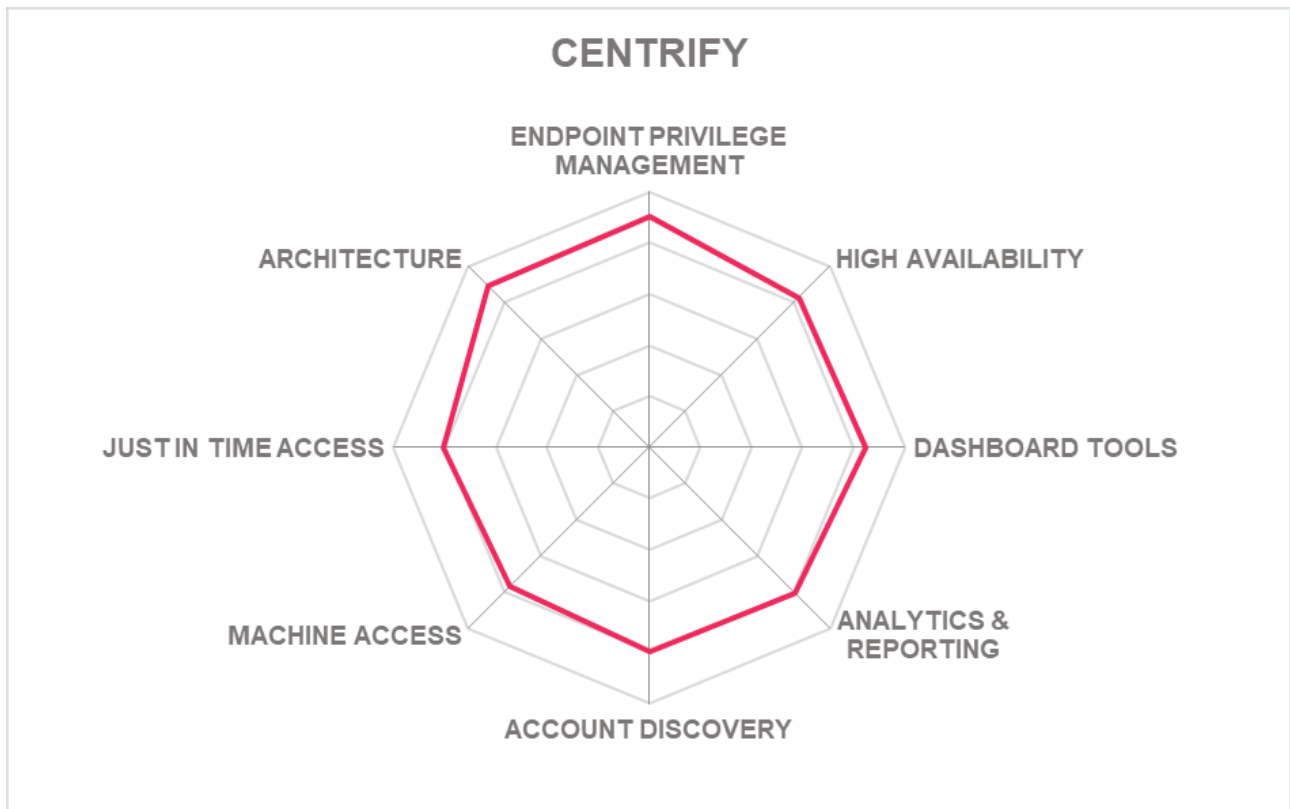 CENTRIFY
ENDPOINT PRIVILEGE
MANAGEMENT
ARCHITECTURE
HIGH AVAILABILITY
JUST IN TIME ACCESS
DASHBOARD TOOLS
MACHINE ACCESS
ANALYTICS &
REPORTING
ACCOUNT DISCOVERY